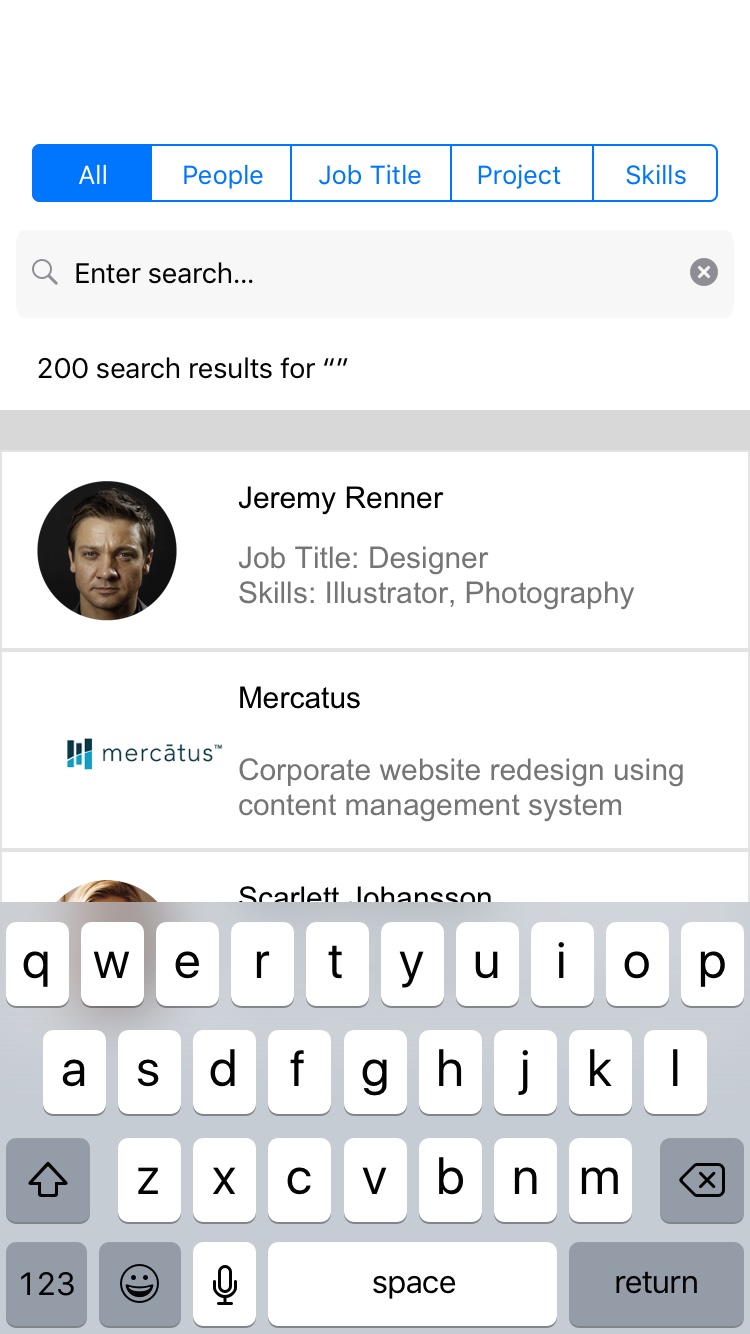 All People Job Title Project Skills
Enter search...
200 search results for “”
Jeremy Renner
Job Title: Designer
Skills: Illustrator, Photography
Mercatus
mercātus™
Corporate website redesign using
content management system
Scarlett Johansson
q w e r t y u i o p
a s d f g h j k l
z x c v b n m
123 space return